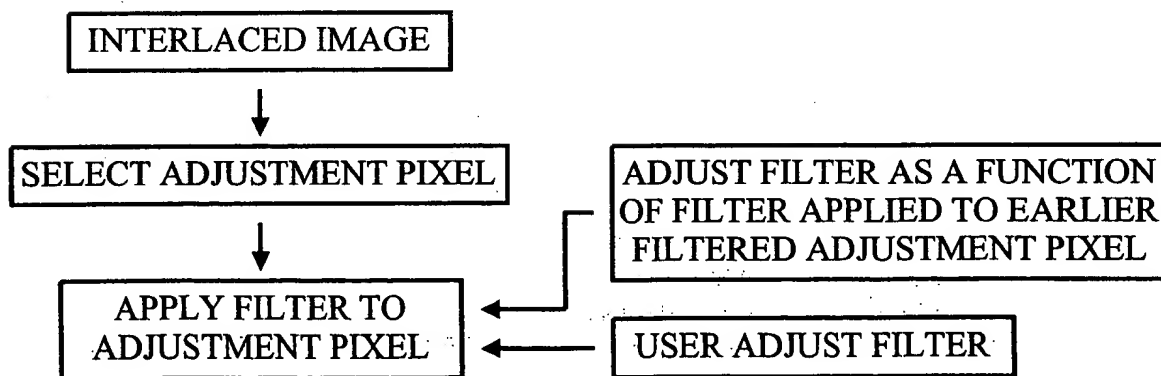 INTERLACED IMAGE
SELECT ADJUSTMENT PIXEL
ADJUST FILTER AS A FUNCTION
OF FILTER APPLIED TO EARLIER
FILTERED ADJUSTMENT PIXEL
APPLY FILTER TO
ADJUSTMENT PIXEL
USER ADJUST FILTER